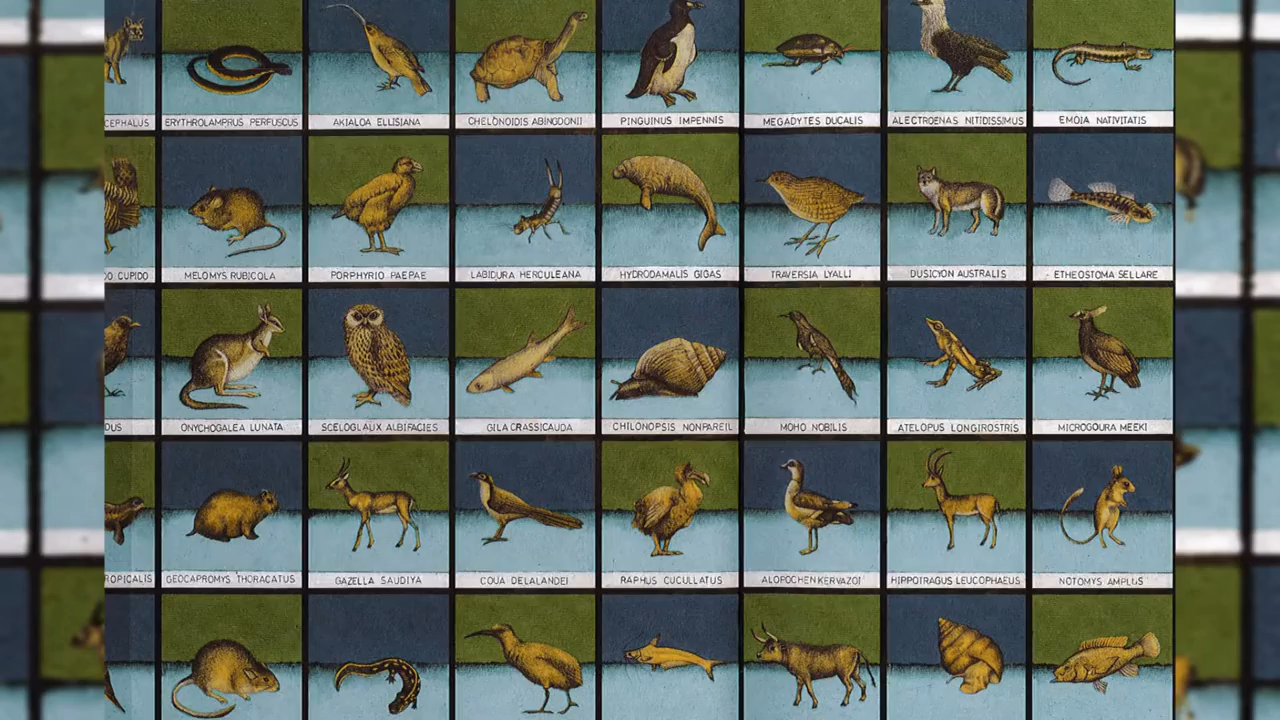 CEPHALUS
ERYTHROLAMPRUS PERFUSCUS
AKIALOA ELLISIANA
CHELONOIDIS ABINGDONII
PINGUINUS IMPENNIS
MEGADYTES DUCALIS
ALECTROENAS NITIDISSIMUS
EMOIA NATIVITATIS
DO CUPIDO
MELOMYS RUBICOLA
PORPHYRIO PAEPAE
LABIDURA HERCULEANA
HYDRODAMALIS GIGAS
TRAVERSIA LYALLI
DUSICYON AUSTRALIS
ETHEOSTOMA SELLARE
DUS
ONYCHOGALEA LUNATA
SCELOGLAUX ALBIFACIES
GILA CRASSICAUDA
CHILONOPSIS NONPAREIL
MOHO NOBILIS
ATELOPUS LONGIROSTRIS
MICROGOURA MEEKI
ROPICALIS
GEOCAPROMYS THORACATUS
GAZELLA SAUDIYA
COUA DELALANDEI
RAPHUS CUCULLATUS
ALOPOCHEN KERVAZOI
HIPPOTRAGUS LEUCOPHAEUS
NOTOMYS AMPLUS